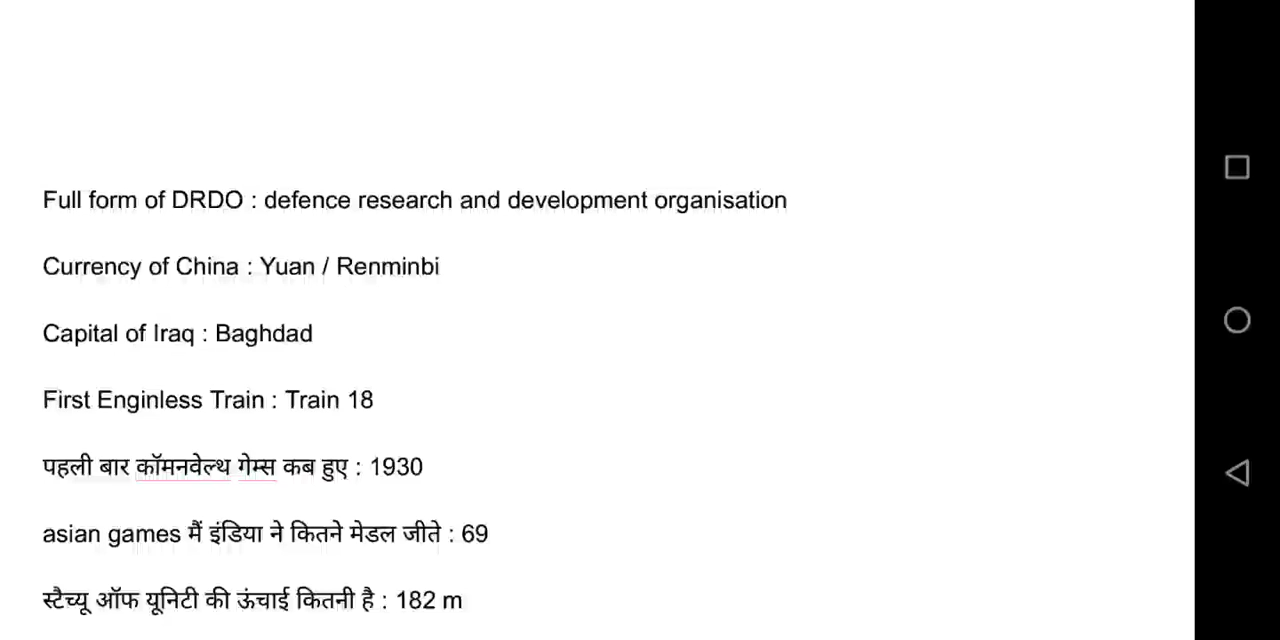 Full form of DRDO : defence research and development organisation
Currency of China : Yuan / Renminbi
Capital of Iraq : Baghdad
First Enginless Train : Train 18
पहली बार कॉमनवेल्थ गेम्स कब हुए : 1930
asian games मैं इंडिया ने कितने मेडल जीते : 69
स्टैच्यू ऑफ यूनिटी की ऊंचाई कितनी है : 182 m